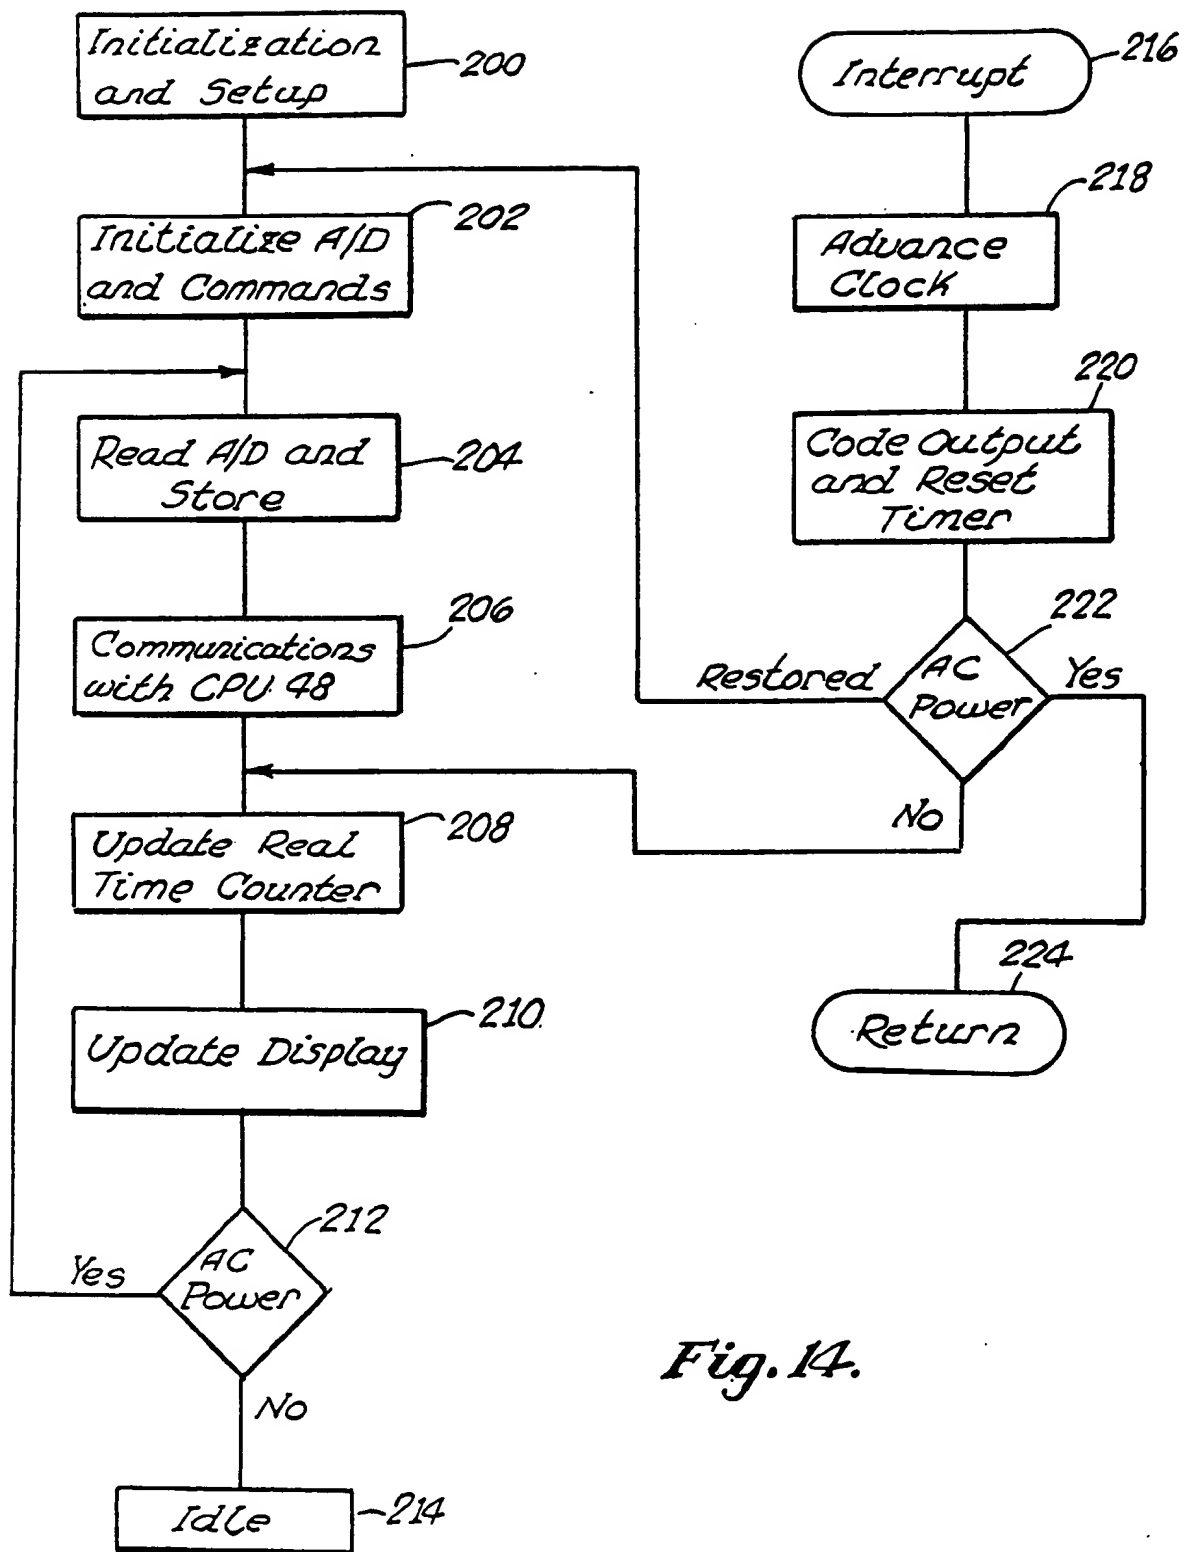 Initialization
and Setup
200
Initialize A/D
and Commands
202
Read A/D and
Store
204
Communications
with CPU 48
206
Update Real
Time Counter
208
Update Display
210
AC
Power
212
Yes
No
Idle
214
Interrupt
216
Advance
Clock
218
Code Output
and Reset
Timer
220
AC
Power
222
Restored
Yes
No
Return
224
Fig. 14.